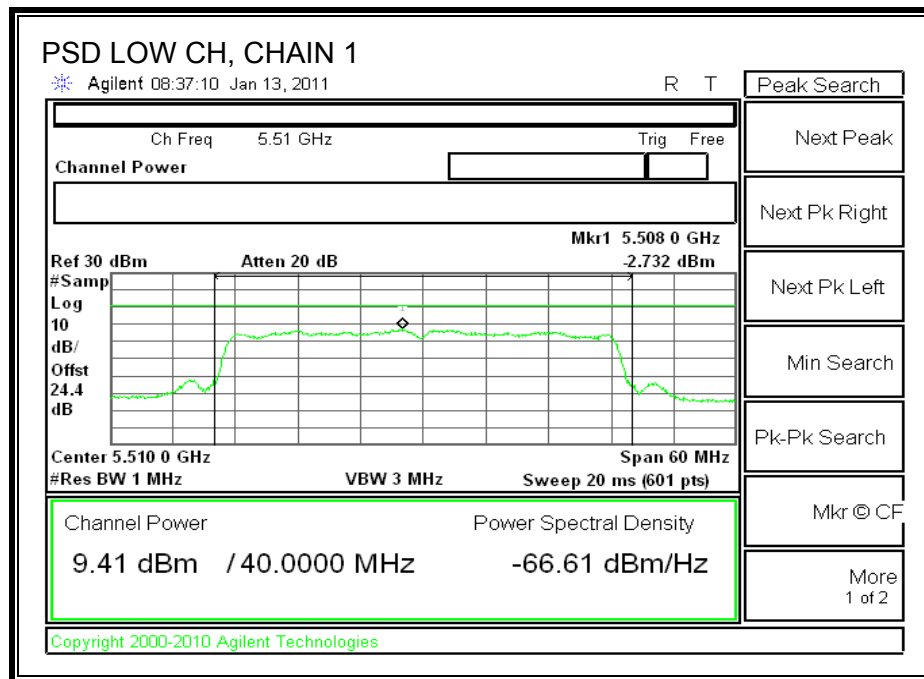 PSD LOW CH, CHAIN 1
Agilent 08:37:10 Jan 13, 2011 R T
Peak Search
Ch Freq 5.51 GHz Trig Free
Channel Power
Mkr1 5.508 0 GHz
Ref 30 dBm Atten 20 dB -2.732 dBm
#Samp
Log
10
dB/
Offst
24.4
dB
1
Center 5.510 0 GHz Span 60 MHz
#Res BW 1 MHz VBW 3 MHz Sweep 20 ms (601 pts)
Channel Power Power Spectral Density
9.41 dBm / 40.0000 MHz -66.61 dBm/Hz
Next Peak
Next Pk Right
Next Pk Left
Min Search
Pk-Pk Search
Mkr © CF
More
1 of 2
Copyright 2000-2010 Agilent Technologies